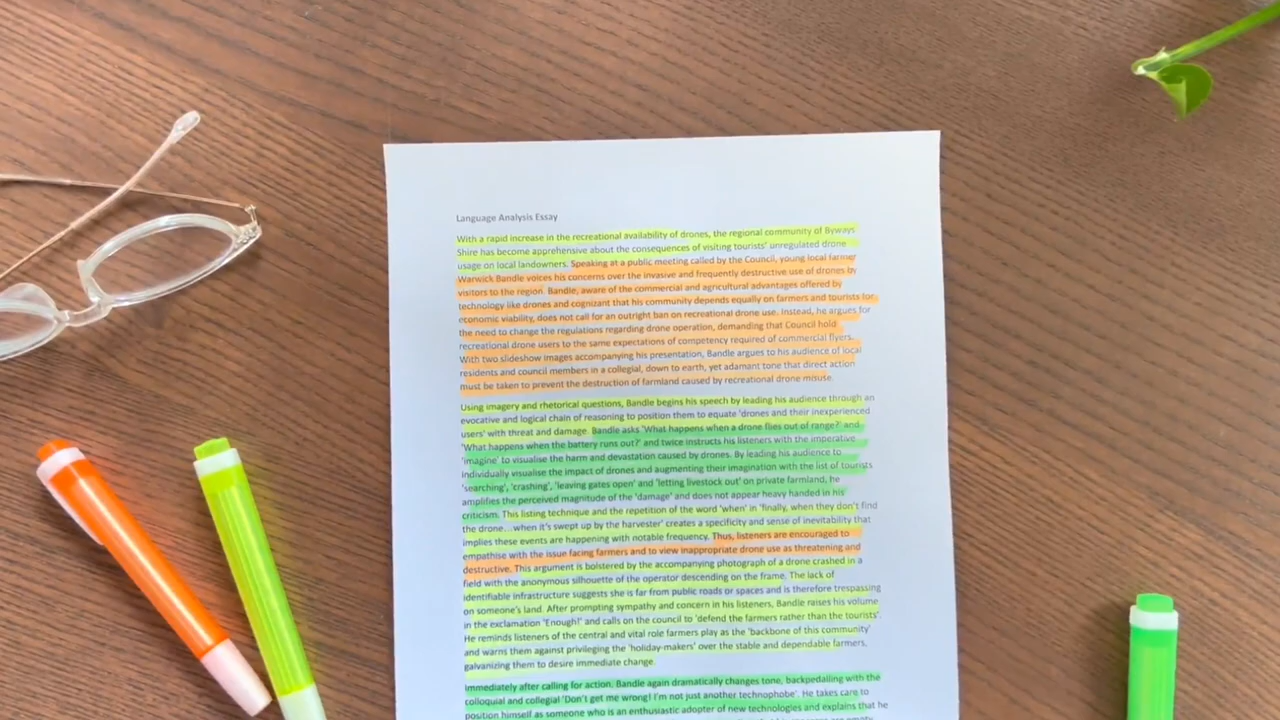 Language Analysis Essay
With a rapid increase in the recreational availability of drones, the regional community of Byways
Shire has become apprehensive about the consequences of visiting tourists' unregulated drone
usage on local landowners. Speaking at a public meeting called by the Council, young local farmer
Warwick Bandle voices his concerns over the invasive and frequently destructive use of drones by
visitors to the region. Bandle, aware of the commercial and agricultural advantages offered by
technology like drones and cognizant that his community depends equally on farmers and tourists for
economic viability, does not call for an outright ban on recreational drone use. Instead, he argues for
the need to change the regulations regarding drone operation, demanding that Council hold
recreational drone users to the same expectations of competency required of commercial flyers.
With two slideshow images accompanying his presentation, Bandle argues to his audience of local
residents and council members in a collegial, down to earth, yet adamant tone that direct action
must be taken to prevent the destruction of farmland caused by recreational drone misuse.
Using imagery and rhetorical questions, Bandle begins his speech by leading his audience through an
evocative and logical chain of reasoning to position them to equate 'drones and their inexperienced
users' with threat and damage. Bandle asks 'What happens when a drone flies out of range?' and
'What happens when the battery runs out?' and twice instructs his listeners with the imperative
'imagine' to visualise the harm and devastation caused by drones. By leading his audience to
individually visualise the impact of drones and augmenting their imagination with the list of tourists
'searching', 'crashing', 'leaving gates open' and 'letting livestock out' on private farmland, he
amplifies the perceived magnitude of the 'damage' and does not appear heavy handed in his
criticism. This listing technique and the repetition of the word 'when' in 'finally, when they don't find
the drone...when it's swept up by the harvester' creates a specificity and sense of inevitability that
implies these events are happening with notable frequency. Thus, listeners are encouraged to
empathise with the issue facing farmers and to view inappropriate drone use as threatening and
destructive. This argument is bolstered by the accompanying photograph of a drone crashed in a
field with the anonymous silhouette of the operator descending on the frame. The lack of
identifiable infrastructure suggests she is far from public roads or spaces and is therefore trespassing
on someone's land. After prompting sympathy and concern in his listeners, Bandle raises his volume
in the exclamation 'Enough!' and calls on the council to 'defend the farmers rather than the tourists'.
He reminds listeners of the central and vital role farmers play as the 'backbone of this community'
and warns them against privileging the 'holiday-makers' over the stable and dependable farmers,
galvanizing them to desire immediate change.
Immediately after calling for action, Bandle again dramatically changes tone, backpedalling with the
colloquial and collegial 'Don't get me wrong! I'm not just another technophobe'. He takes care to
position himself as someone who is an enthusiastic adopter of new technologies and explains that he